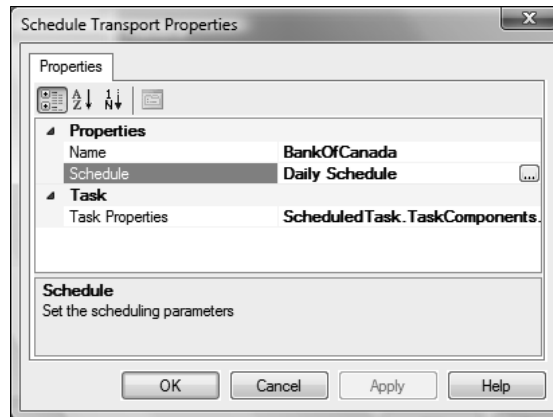 Schedule Transport Properties
Properties
Properties
Name BankOfCanada
Schedule Daily Schedule ...
Task
Task Properties ScheduledTask.TaskComponents.
Schedule
Set the scheduling parameters
OK Cancel Apply Help